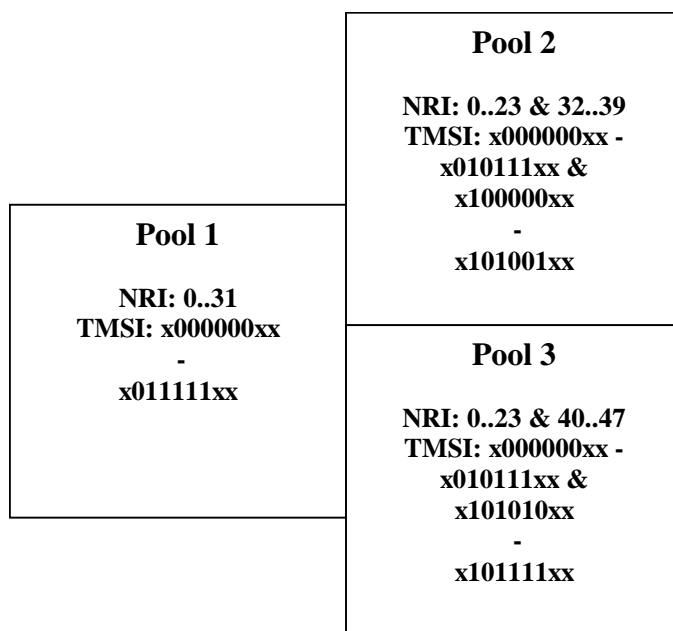 Pool 2
NRI: 0..23 & 32..39
TMSI: x000000xx -
x010111xx &
x100000xx
-
x101001xx
Pool 1
NRI: 0..31
TMSI: x000000xx
-
x011111xx
Pool 3
NRI: 0..23 & 40..47
TMSI: x000000xx -
x010111xx &
x101010xx
-
x101111xx